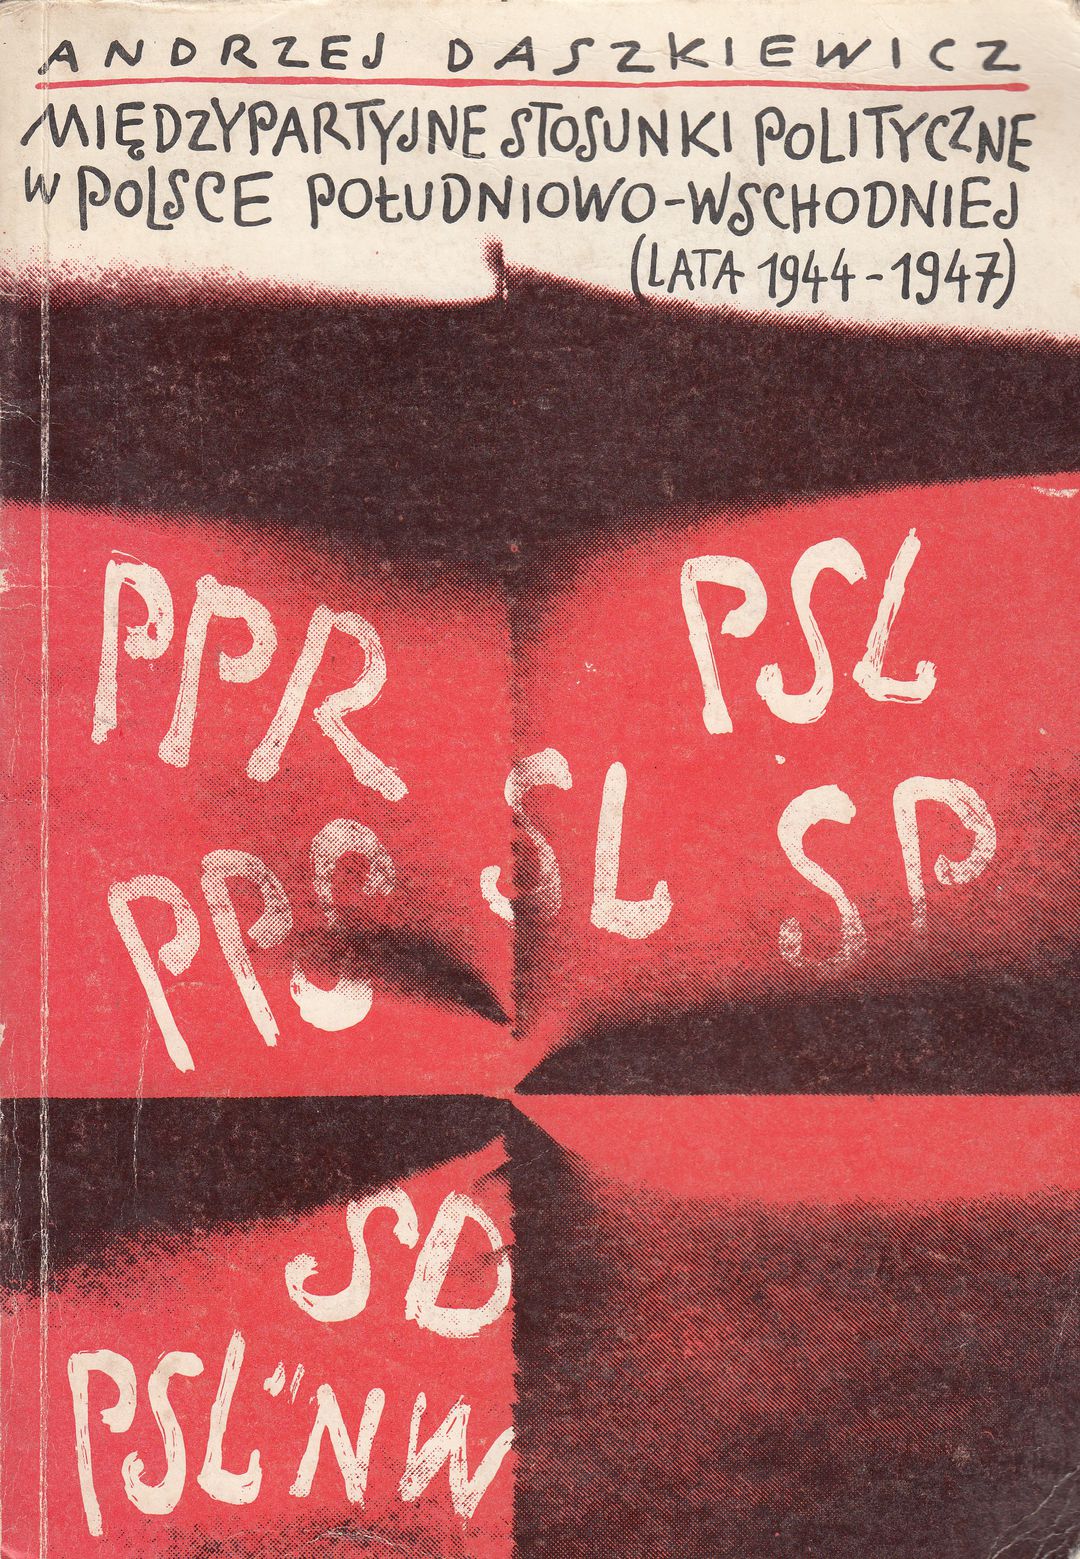 ANDRZEJ DASZKIEWICZ
MIĘDZYPARTYJNE STOSUNKI POLITYCZNE
W POLSCE POŁUDNIOWO-WSCHODNIEJ
(LATA 1944-1947)
PPR
PSL
PPS
SL
SP
SD
PSL"NW